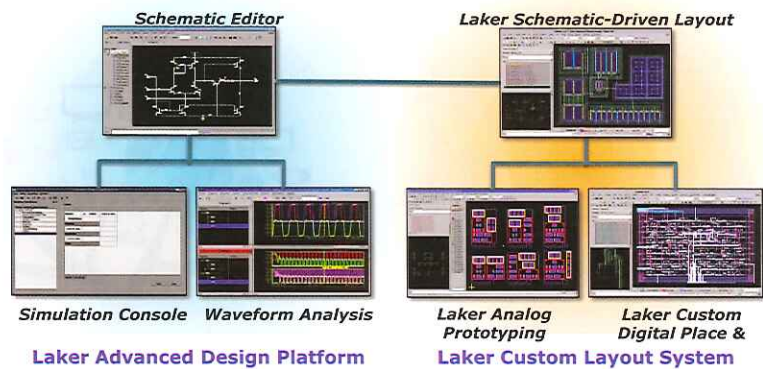 Schematic Editor
Laker Schematic-Driven Layout
Simulation Console
Waveform Analysis
Laker Analog
Prototyping
Laker Custom
Digital Place &
Laker Advanced Design Platform
Laker Custom Layout System